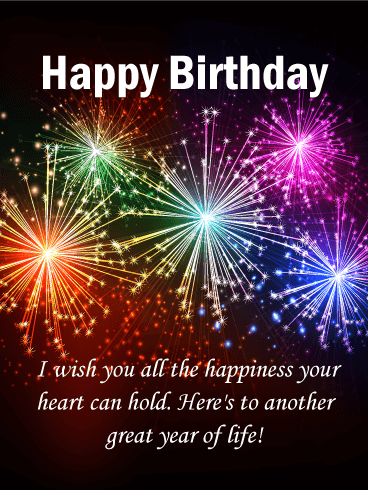 Happy Birthday
I wish you all the happiness your
heart can hold. Here's to another
great year of life!